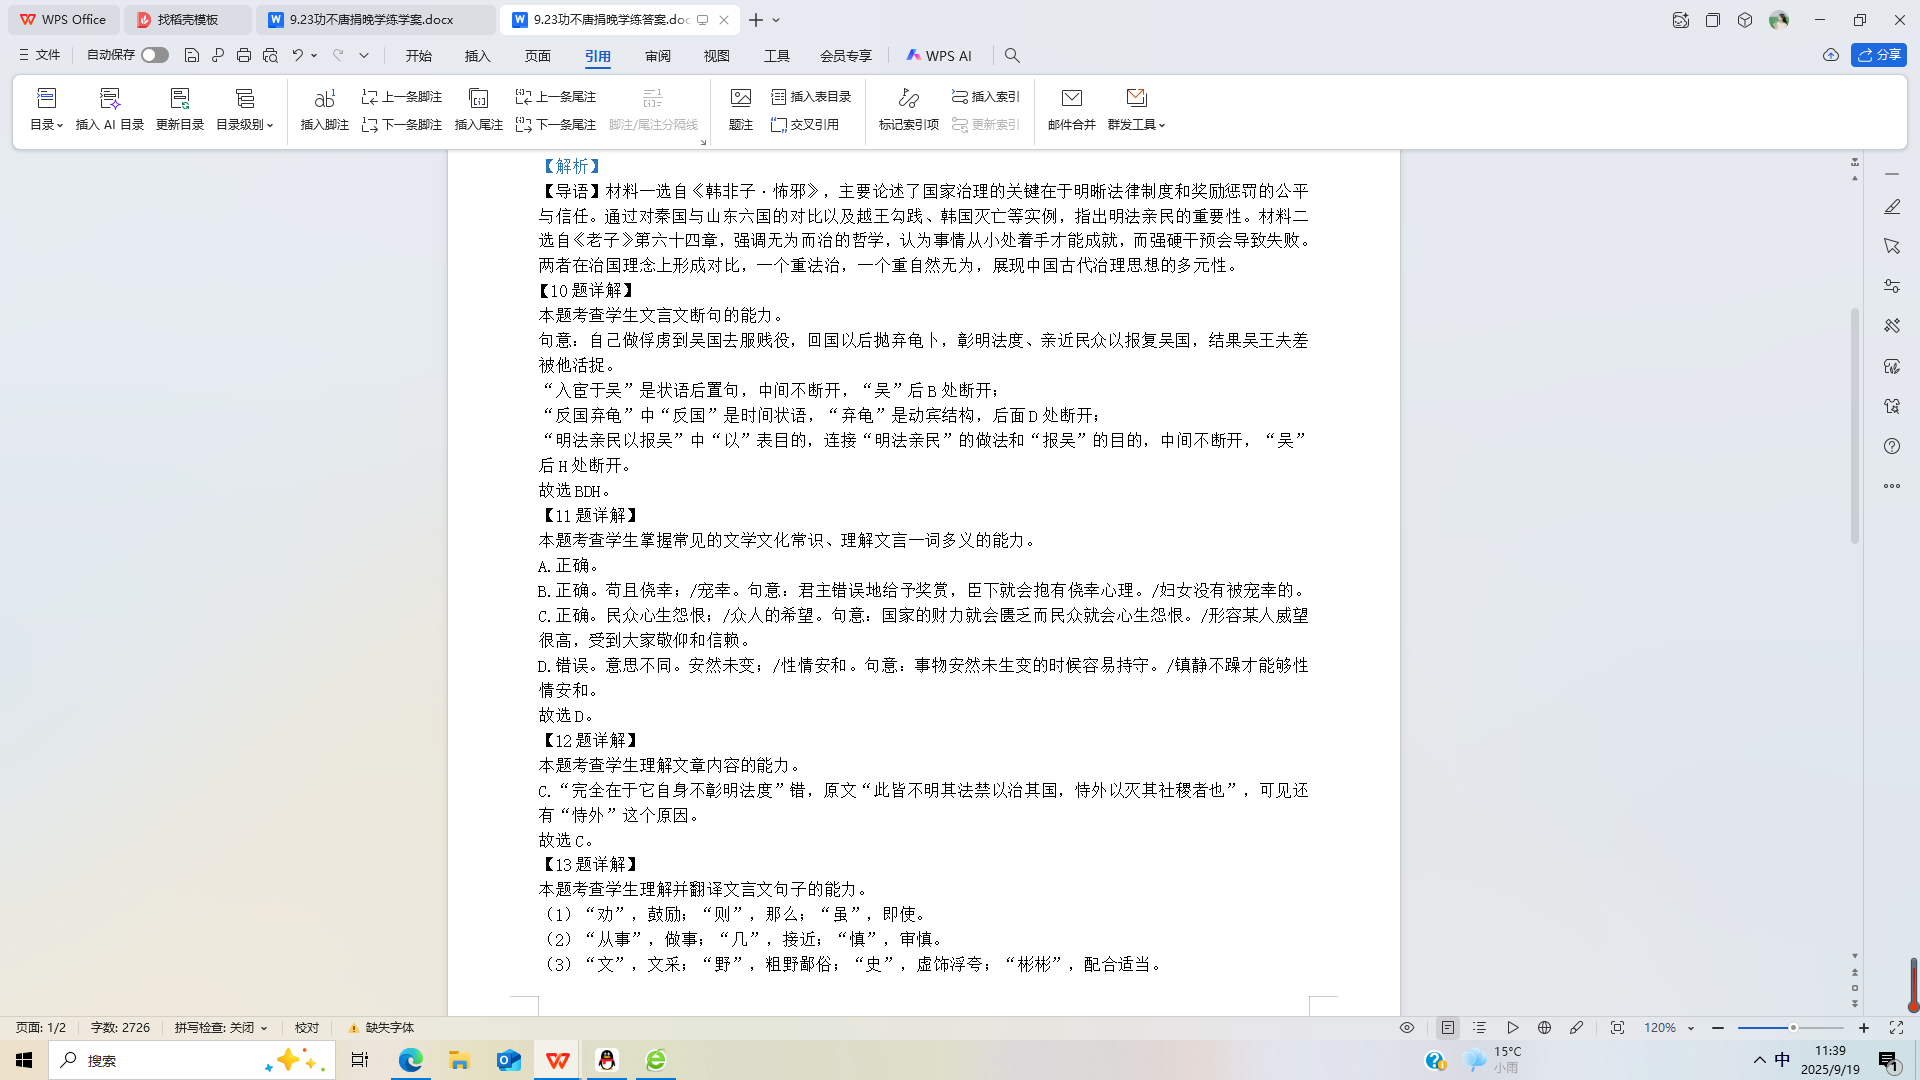 WPS Office
找稻壳模板
9.23功不唐捐晚学练学案.docx
9.23功不唐捐晚学练答案.doc
文件
自动保存
开始
插入
页面
引用
审阅
视图
工具
会员专享
WPS AI
分享
目录
插入 AI 目录
更新目录
目录级别
插入脚注
上一条脚注
下一条脚注
插入尾注
上一条尾注
下一条尾注
脚注/尾注分隔线
题注
插入表目录
交叉引用
标记索引项
插入索引
更新索引
邮件合并
群发工具
【解析】
【导语】材料一选自《韩非子·饰邪》，主要论述了国家治理的关键在于明晰法律制度和奖励惩罚的公平
与信任。通过对秦国与山东六国的对比以及越王勾践、韩国灭亡等实例，指出明法亲民的重要性。材料二
选自《老子》第六十四章，强调无为而治的哲学，认为事情从小处着手才能成就，而强硬干预会导致失败。
两者在治国理念上形成对比，一个重法治，一个重自然无为，展现中国古代治理思想的多元性。
【10题详解】
本题考查学生文言文断句的能力。
句意：自己做俘虏到吴国去服贱役，回国以后抛弃龟卜，彰明法度、亲近民众以报复吴国，结果吴王夫差
被他活捉。
“入宦于吴”是状语后置句，中间不断开，“吴”后B处断开；
“反国弃龟”中“反国”是时间状语，“弃龟”是动宾结构，后面D处断开；
“明法亲民以报吴”中“以”表目的，连接“明法亲民”的做法和“报吴”的目的，中间不断开，“吴”
后H处断开。
故选BDH。
【11题详解】
本题考查学生掌握常见的文学文化常识、理解文言一词多义的能力。
A.正确。
B.正确。苟且侥幸；/宠幸。句意：君主错误地给予奖赏，臣下就会抱有侥幸心理。/妇女没有被宠幸的。
C.正确。民众心生怨恨；/众人的希望。句意：国家的财力就会匮乏而民众就会心生怨恨。/形容某人威望
很高，受到大家敬仰和信赖。
D.错误。意思不同。安然未变；/性情安和。句意：事物安然未生变的时候容易持守。/镇静不躁才能够性
情安和。
故选D。
【12题详解】
本题考查学生理解文章内容的能力。
C.“完全在于它自身不彰明法度”错，原文“此皆不明其法禁以治其国，恃外以灭其社稷者也”，可见还
有“恃外”这个原因。
故选C。
【13题详解】
本题考查学生理解并翻译文言文句子的能力。
（1）“劝”，鼓励；“则”，那么；“虽”，即使。
（2）“从事”，做事；“几”，接近；“慎”，审慎。
（3）“文”，文采；“野”，粗野鄙俗；“史”，虚饰浮夸；“彬彬”，配合适当。
页面: 1/2
字数: 2726
拼写检查: 关闭
校对
缺失字体
120%
搜索
15°C
小雨
中
11:39
2025/9/19
1